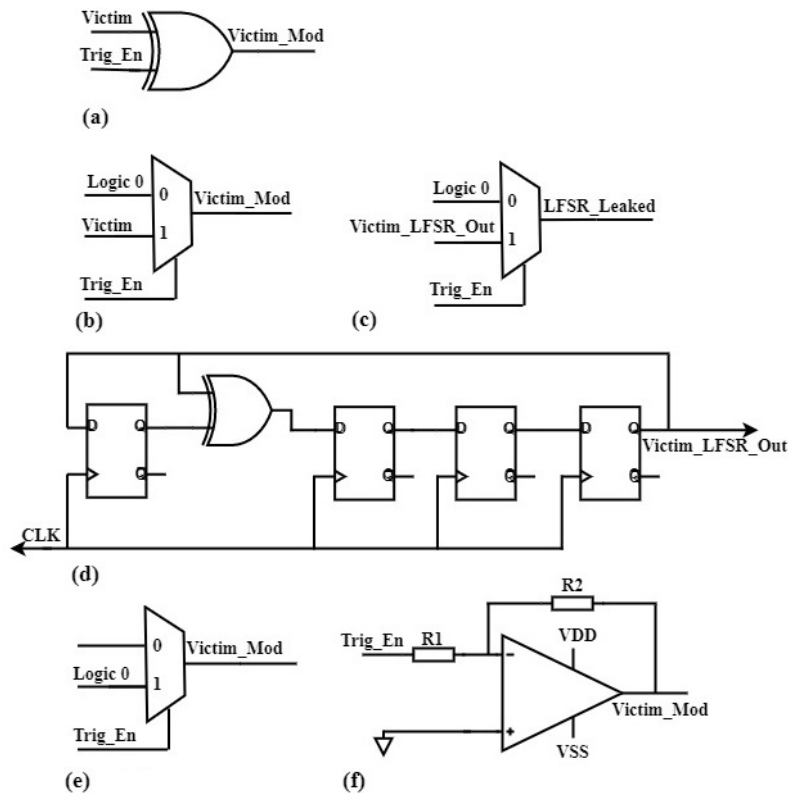 Victim
Trig_En
Victim_Mod
(a)
Logic 0
0
Victim_Mod
Victim
1
Trig_En
(b)
Logic 0
0
LFSR_Leaked
Victim_LFSR_Out
1
Trig_En
(c)
D Q
Q
D Q
Q
D Q
Q
D Q
Q
Victim_LFSR_Out
CLK
(d)
0
Victim_Mod
Logic 0
1
Trig_En
(e)
R2
Trig_En
R1
VDD
-
+
Victim_Mod
VSS
(f)